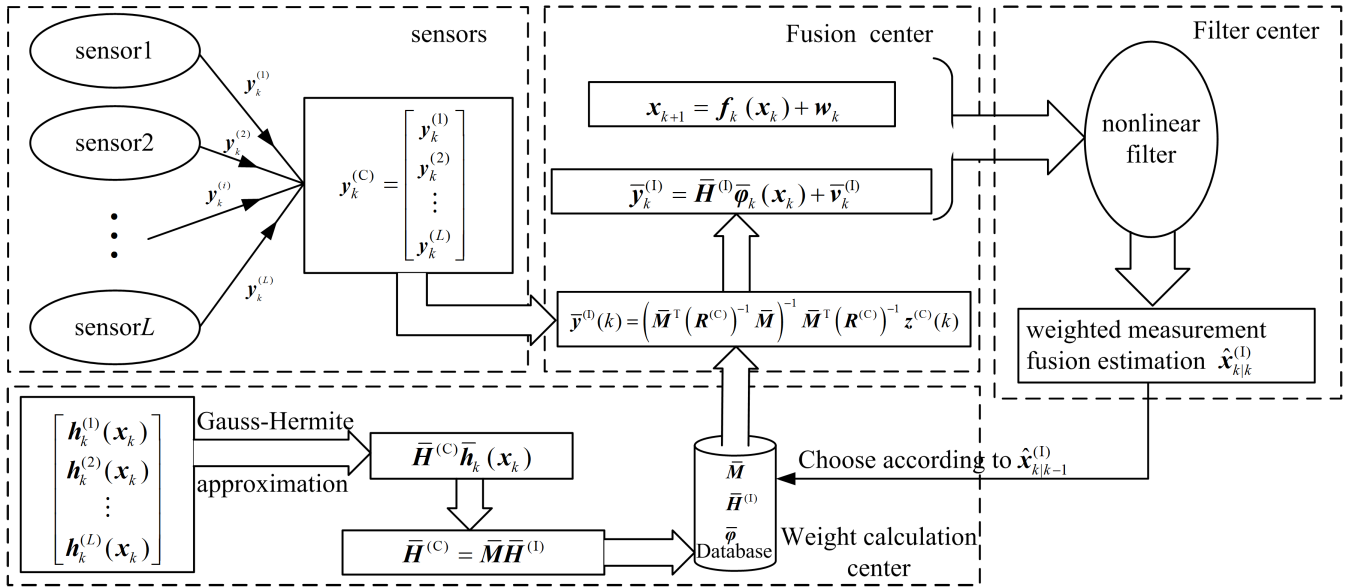 sensors
sensor1
sensor2
sensorL
y_k^{(1)}
y_k^{(2)}
y_k^{(i)}
y_k^{(L)}
y_k^{(C)} = [ y_k^{(1)}
y_k^{(2)}
⋮
y_k^{(L)} ]
Fusion center
x_{k+1} = f_k(x_k) + w_k
ȳ_k^{(I)} = H̄^{(I)} φ̄_k(x_k) + v̄_k^{(I)}
ȳ^{(I)}(k) = (M̄^T (R^{(C)})^{-1} M̄)^{-1} M̄^T (R^{(C)})^{-1} z^{(C)}(k)
Filter center
nonlinear
filter
weighted measurement
fusion estimation x̂_{k|k}^{(I)}
[ h_k^{(1)}(x_k)
h_k^{(2)}(x_k)
⋮
h_k^{(L)}(x_k) ]
Gauss-Hermite
approximation
H̄^{(C)} h̄_k(x_k)
H̄^{(C)} = M̄H̄^{(I)}
M̄
H̄^{(I)}
φ̄
Database
Choose according to x̂_{k|k-1}^{(I)}
Weight calculation
center